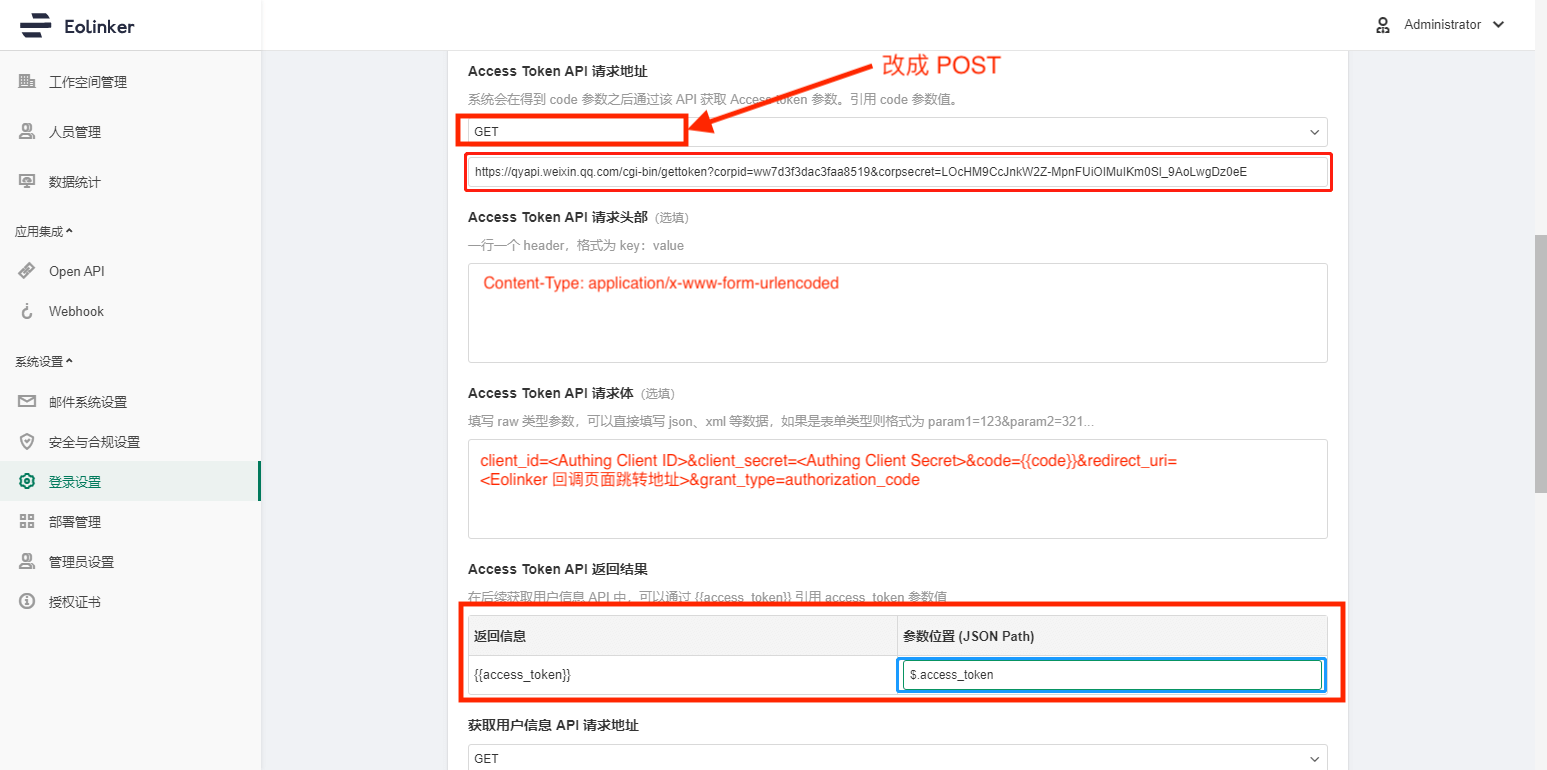 Eolinker
Administrator
工作空间管理
人员管理
数据统计
应用集成
Open API
Webhook
系统设置
邮件系统设置
安全与合规设置
登录设置
部署管理
管理员设置
授权证书
改成 POST
Access Token API 请求地址
系统会在得到 code 参数之后通过该 API 获取 Access token 参数。引用 code 参数值。
GET
https://qyapi.weixin.qq.com/cgi-bin/gettoken?corpid=ww7d3f3dac3faa8519&corpsecret=LOcHM9CcJnkW2Z-MpnFUiOIMulKm0Sl_9AoLwgDz0eE
Access Token API 请求头部 (选填)
一行一个 header，格式为 key：value
Content-Type: application/x-www-form-urlencoded
Access Token API 请求体 (选填)
填写 raw 类型参数，可以直接填写 json、xml 等数据，如果是表单类型则格式为 param1=123&param2=321...
client_id=<Authing Client ID>&client_secret=<Authing Client Secret>&code={{code}}&redirect_uri=
<Eolinker 回调页面跳转地址>&grant_type=authorization_code
Access Token API 返回结果
在后续获取用户信息 API 中，可以通过 {{access_token}} 引用 access_token 参数值
返回信息
参数位置 (JSON Path)
{{access_token}}
$.access_token
获取用户信息 API 请求地址
GET